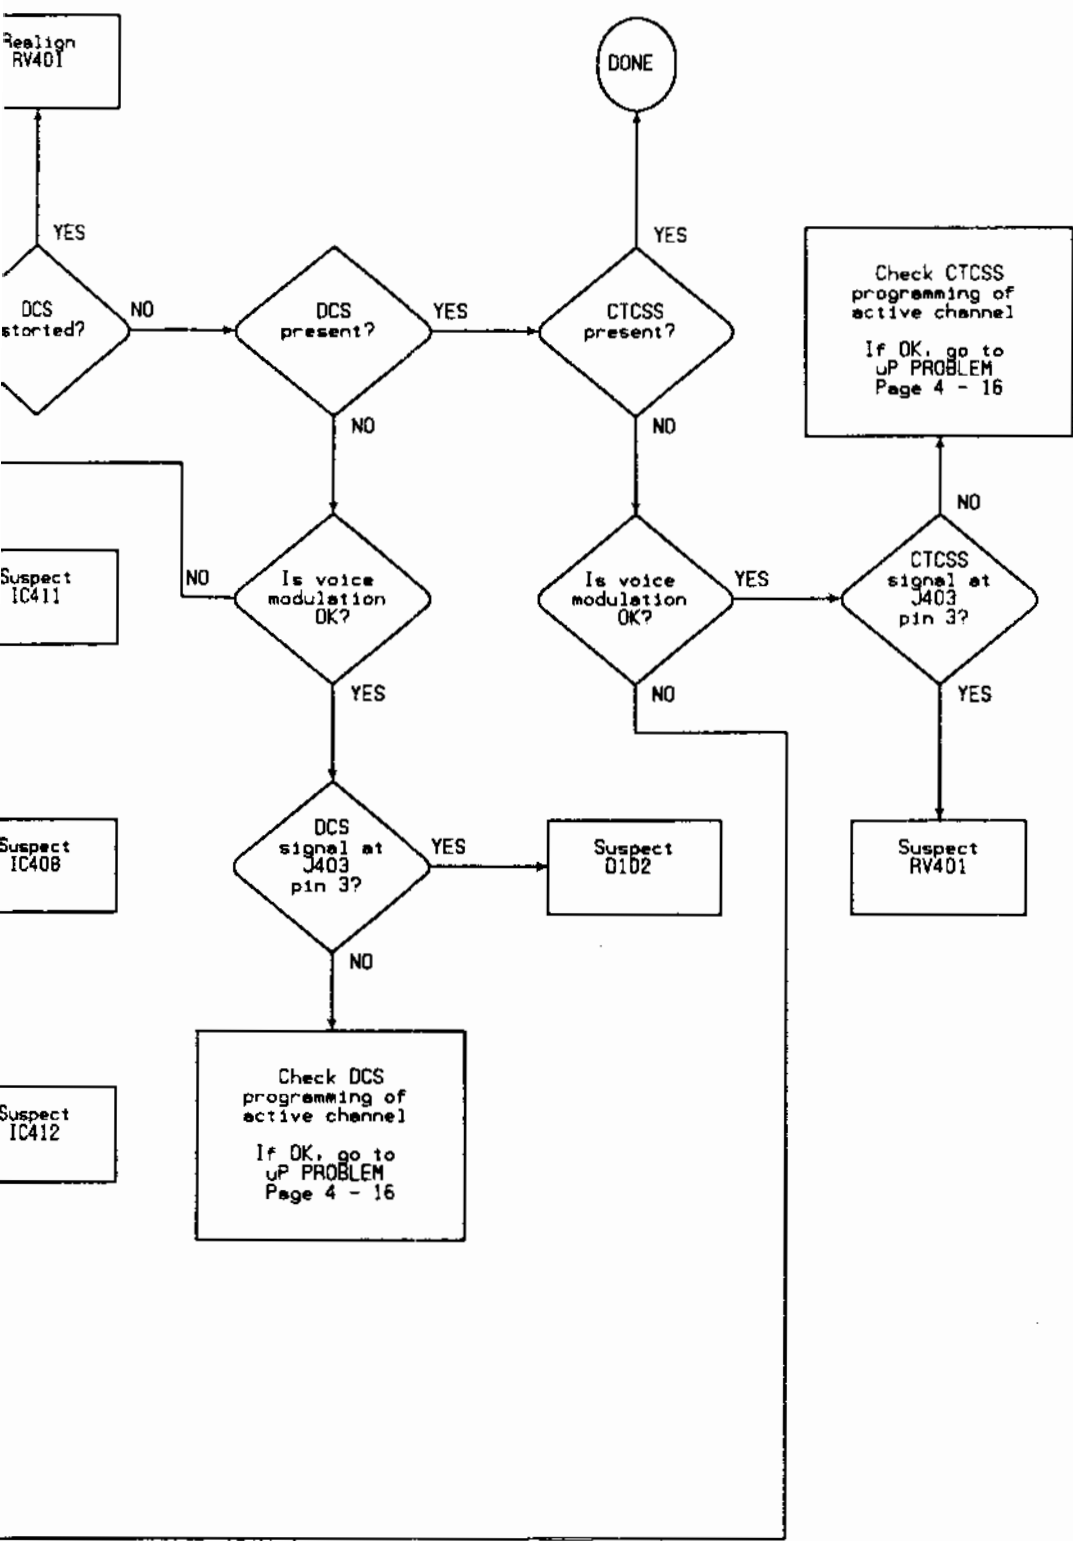 Realign
RV401
DONE
YES
YES
DCS
storted?
NO
DCS
present?
YES
CTCSS
present?
Check CTCSS
programming of
active channel
If OK, go to
uP PROBLEM
Page 4 - 16
NO
NO
NO
Suspect
IC411
NO
Is voice
modulation
OK?
Is voice
modulation
OK?
YES
CTCSS
signal at
J403
pin 3?
YES
NO
YES
DCS
signal at
J403
pin 3?
YES
Suspect
IC408
Suspect
D102
Suspect
RV401
NO
Suspect
IC412
Check DCS
programming of
active channel
If OK, go to
uP PROBLEM
Page 4 - 16